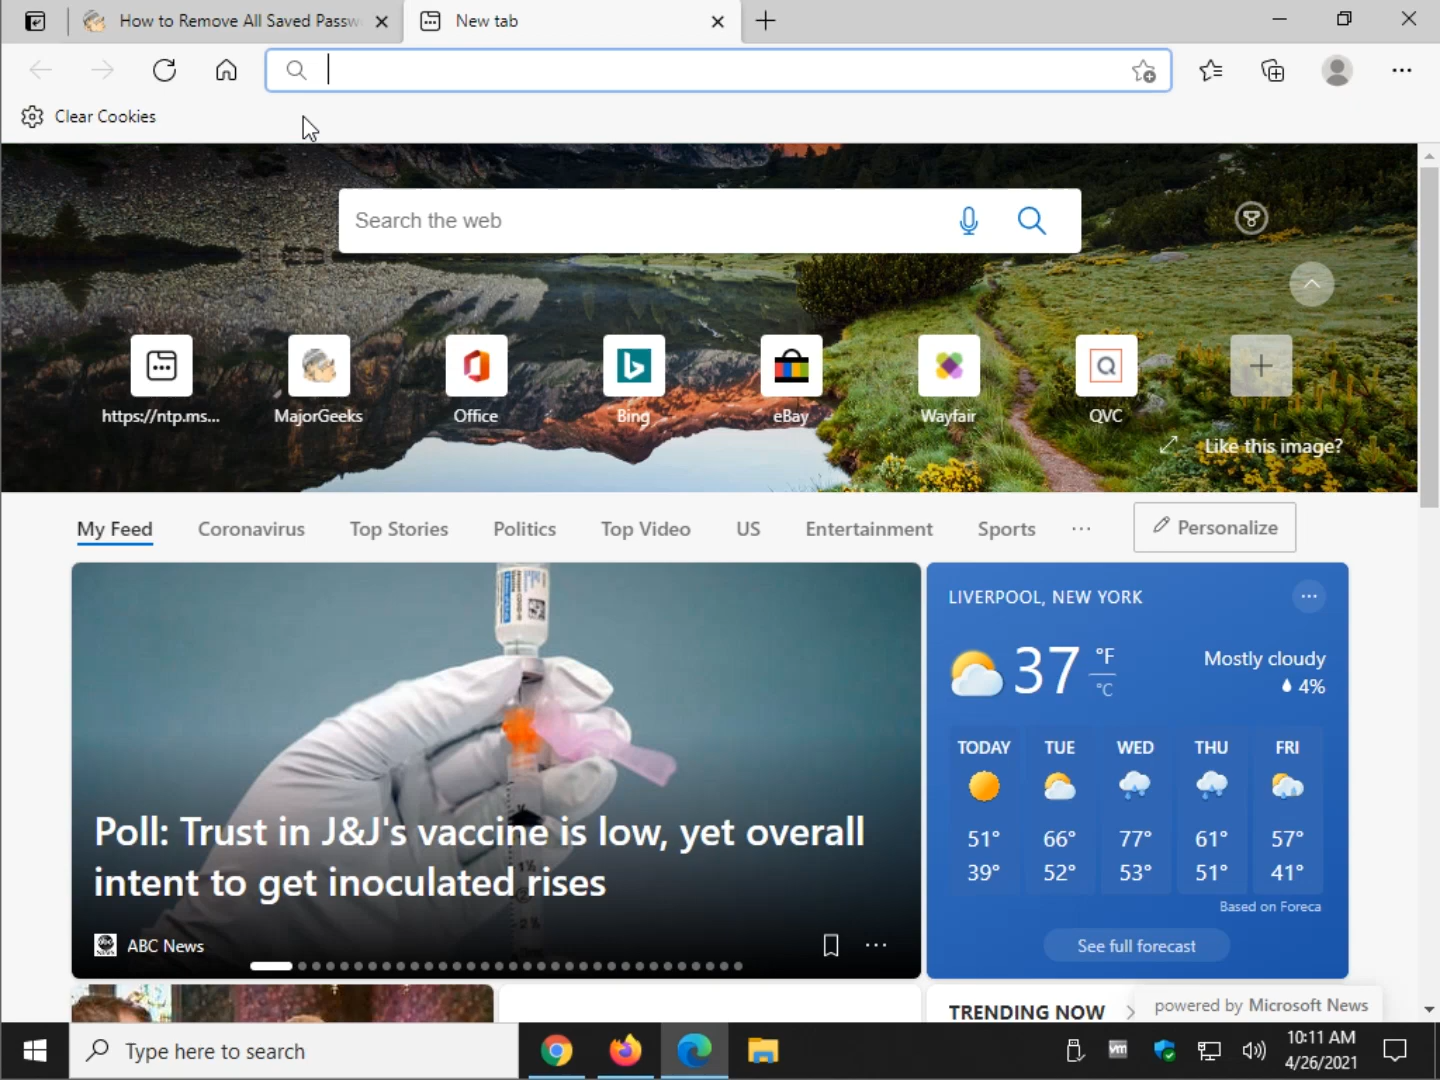 How to Remove All Saved Passw
New tab
Clear Cookies
Search the web
https://ntp.ms...
MajorGeeks
Office
Bing
eBay
Wayfair
QVC
Like this image?
My Feed
Coronavirus
Top Stories
Politics
Top Video
US
Entertainment
Sports
Personalize
Poll: Trust in J&J's vaccine is low, yet overall
intent to get inoculated rises
ABC News
LIVERPOOL, NEW YORK
37 °F
°C
Mostly cloudy
4%
TODAY TUE WED THU FRI
51° 66° 77° 61° 57°
39° 52° 53° 51° 41°
Based on Foreca
See full forecast
TRENDING NOW
powered by Microsoft News
Type here to search
10:11 AM
4/26/2021